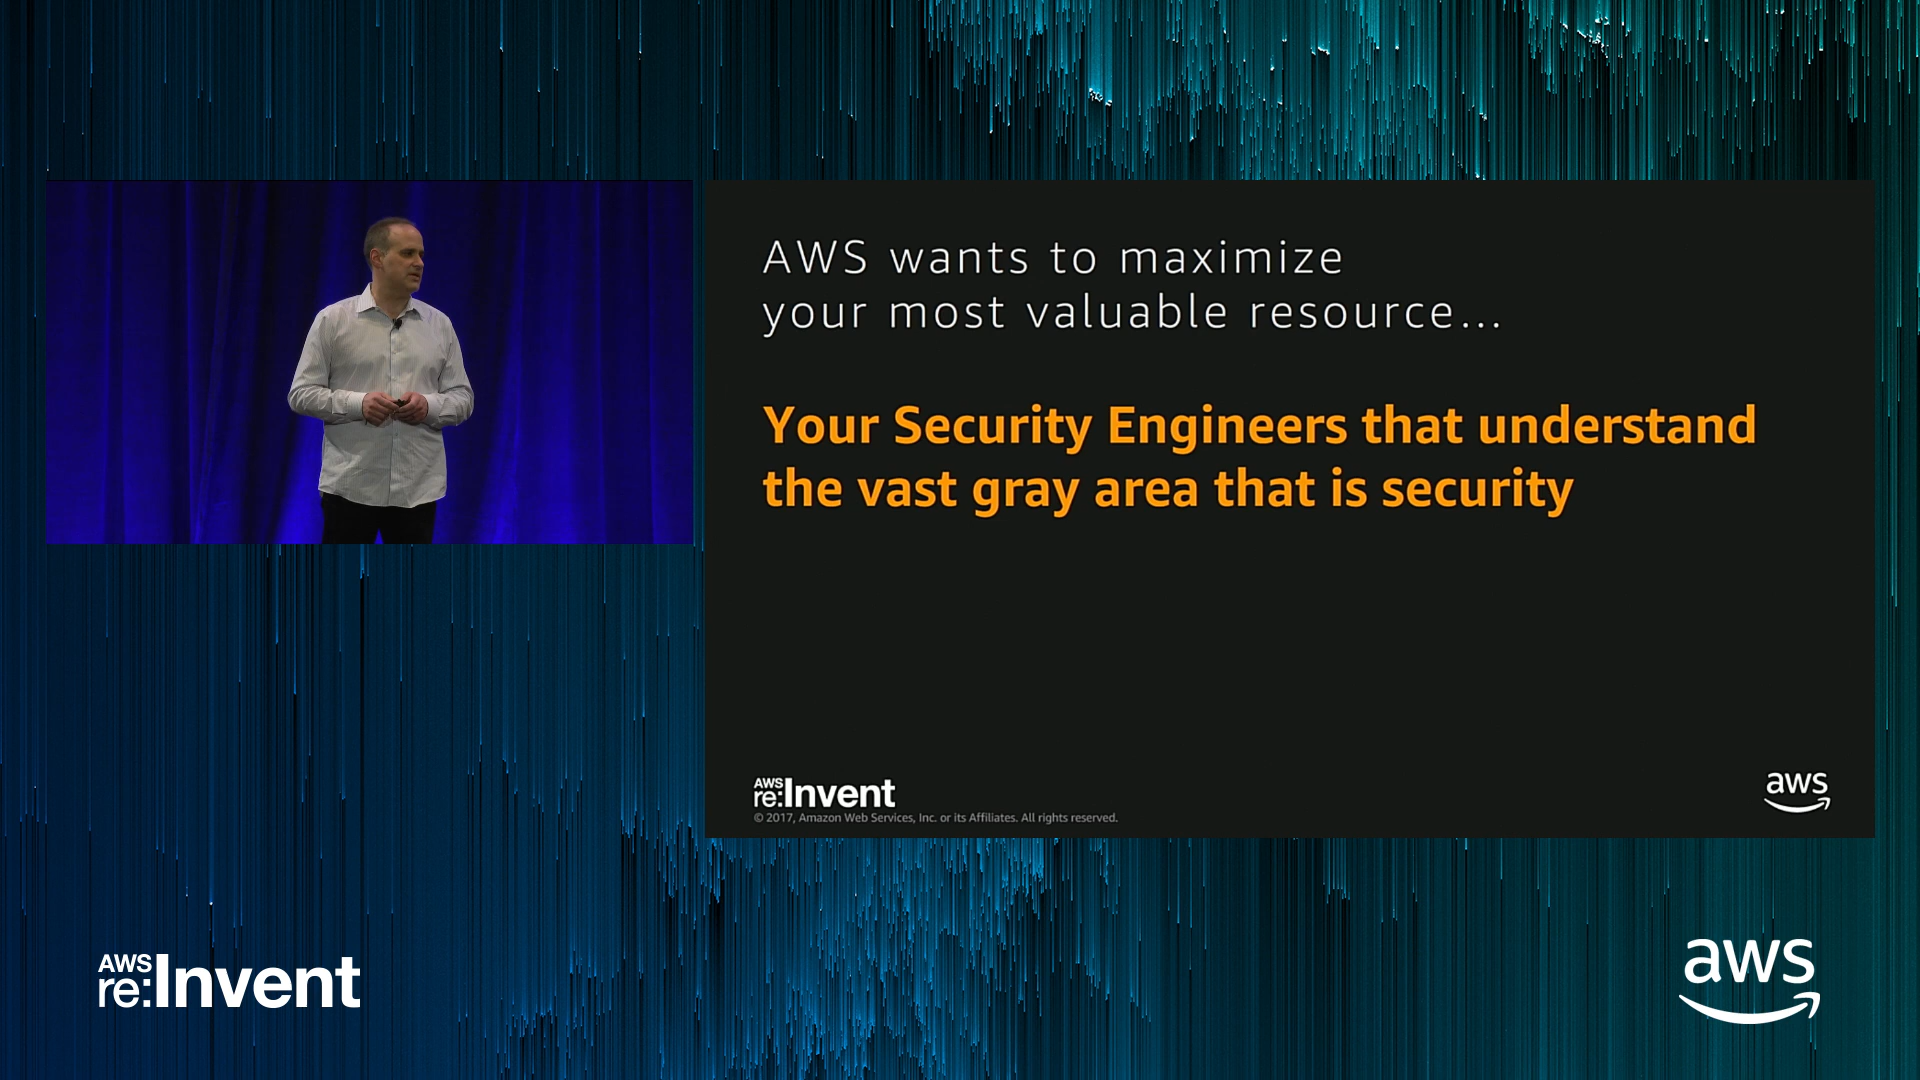 AWS wants to maximize
your most valuable resource...
Your Security Engineers that understand
the vast gray area that is security
AWS
re:Invent
© 2017, Amazon Web Services, Inc. or its Affiliates. All rights reserved.
aws
AWS
re:Invent
aws